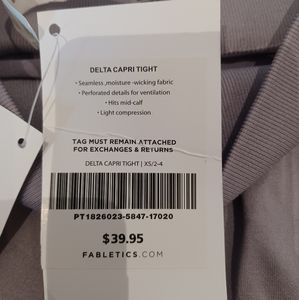 DELTA CAPRI TIGHT
• Seamless ,moisture -wicking fabric
• Perforated details for ventilation
• Hits mid-calf
• Light compression
TAG MUST REMAIN ATTACHED
FOR EXCHANGES & RETURNS
DELTA CAPRI TIGHT | XS/2-4
PT1826023-5847-17020
$39.95
FABLETICS.COM